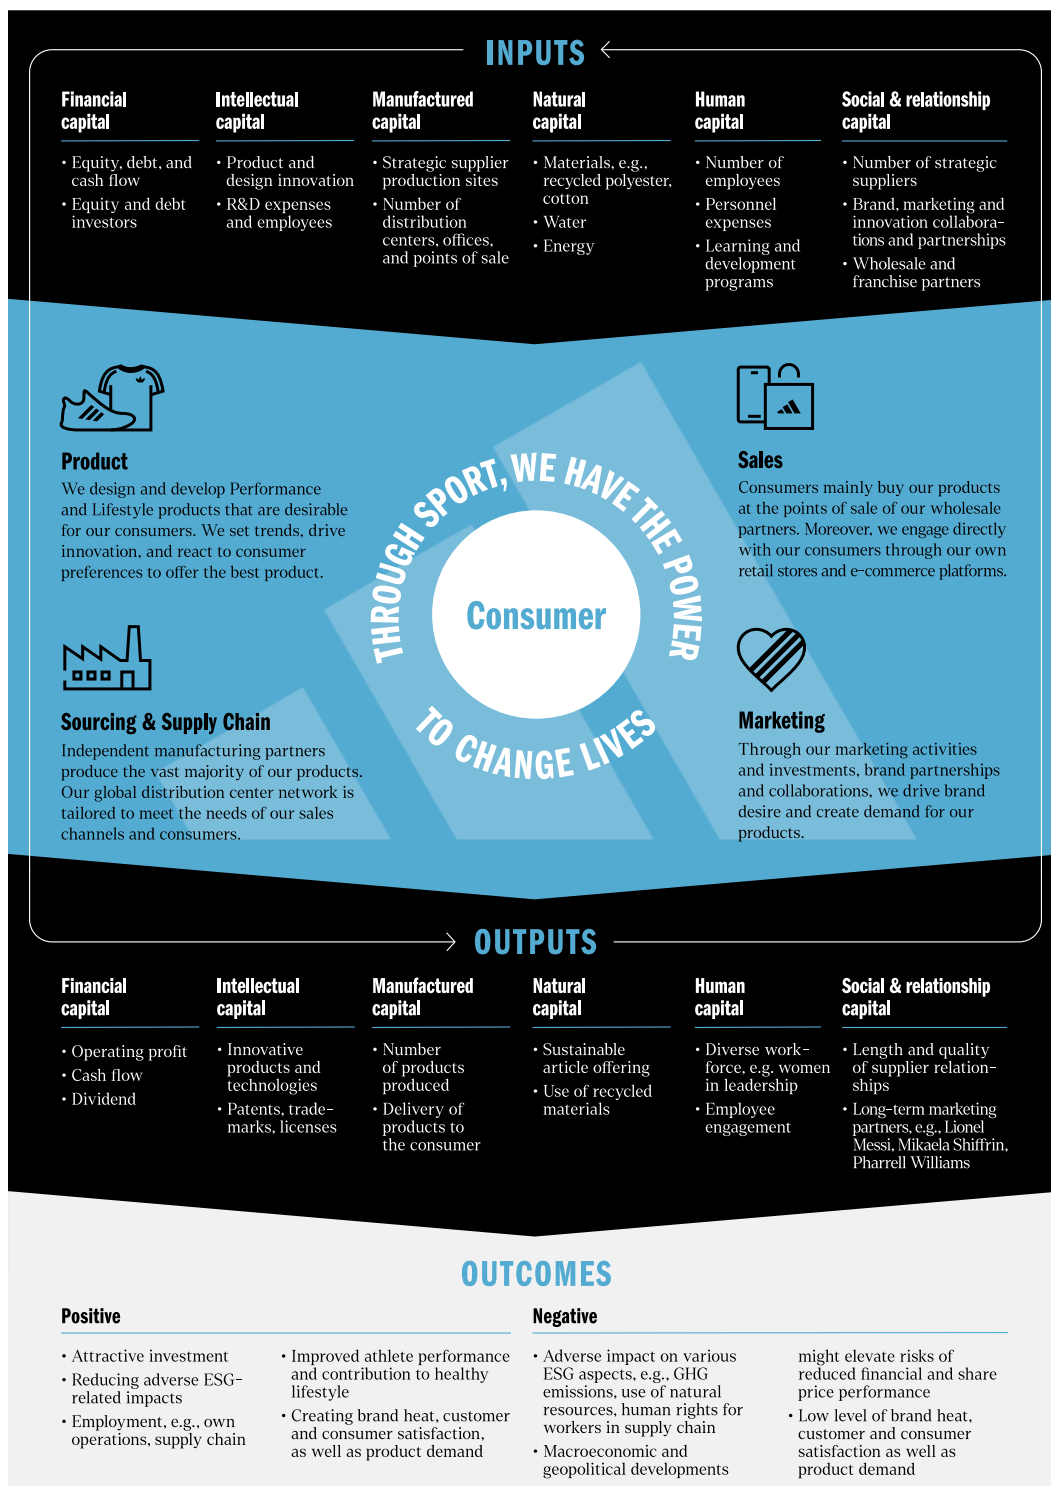 INPUTS
Financial
capital
• Equity, debt, and
cash flow
• Equity and debt
investors
Intellectual
capital
• Product and
design innovation
• R&D expenses
and employees
Manufactured
capital
• Strategic supplier
production sites
• Number of
distribution
centers, offices,
and points of sale
Natural
capital
• Materials, e.g.,
recycled polyester,
cotton
• Water
• Energy
Human
capital
• Number of
employees
• Personnel
expenses
• Learning and
development
programs
Social & relationship
capital
• Number of strategic
suppliers
• Brand, marketing and
innovation collabora-
tions and partnerships
• Wholesale and
franchise partners
Product
We design and develop Performance
and Lifestyle products that are desirable
for our consumers. We set trends, drive
innovation, and react to consumer
preferences to offer the best product.
Sourcing & Supply Chain
Independent manufacturing partners
produce the vast majority of our products.
Our global distribution center network is
tailored to meet the needs of our sales
channels and consumers.
THROUGH SPORT, WE HAVE THE POWER
TO CHANGE LIVES
Consumer
Sales
Consumers mainly buy our products
at the points of sale of our wholesale
partners. Moreover, we engage directly
with our consumers through our own
retail stores and e-commerce platforms.
Marketing
Through our marketing activities
and investments, brand partnerships
and collaborations, we drive brand
desire and create demand for our
products.
OUTPUTS
Financial
capital
• Operating profit
• Cash flow
• Dividend
Intellectual
capital
• Innovative
products and
technologies
• Patents, trade-
marks, licenses
Manufactured
capital
• Number
of products
produced
• Delivery of
products to
the consumer
Natural
capital
• Sustainable
article offering
• Use of recycled
materials
Human
capital
• Diverse work-
force, e.g. women
in leadership
• Employee
engagement
Social & relationship
capital
• Length and quality
of supplier relation-
ships
• Long-term marketing
partners, e.g., Lionel
Messi, Mikaela Shiffrin,
Pharrell Williams
OUTCOMES
Positive
• Attractive investment
• Reducing adverse ESG-
related impacts
• Employment, e.g., own
operations, supply chain
• Improved athlete performance
and contribution to healthy
lifestyle
• Creating brand heat, customer
and consumer satisfaction,
as well as product demand
Negative
• Adverse impact on various
ESG aspects, e.g., GHG
emissions, use of natural
resources, human rights for
workers in supply chain
• Macroeconomic and
geopolitical developments
might elevate risks of
reduced financial and share
price performance
• Low level of brand heat,
customer and consumer
satisfaction as well as
product demand